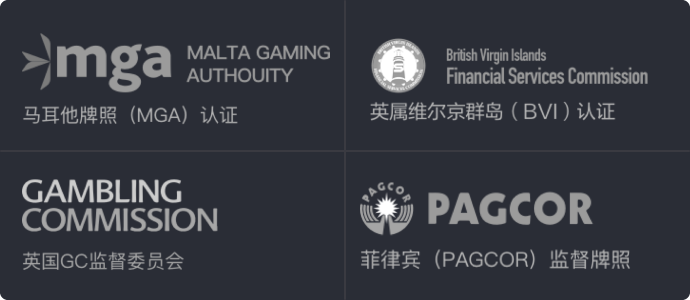 mga MALTA GAMING
AUTHOUITY
马耳他牌照（MGA）认证
British Virgin Islands
Financial Services Commission
英属维尔京群岛（BVI）认证
GAMBLING
COMMISSION
英国GC监督委员会
PAGCOR
PAGCOR
菲律宾（PAGCOR）监督牌照